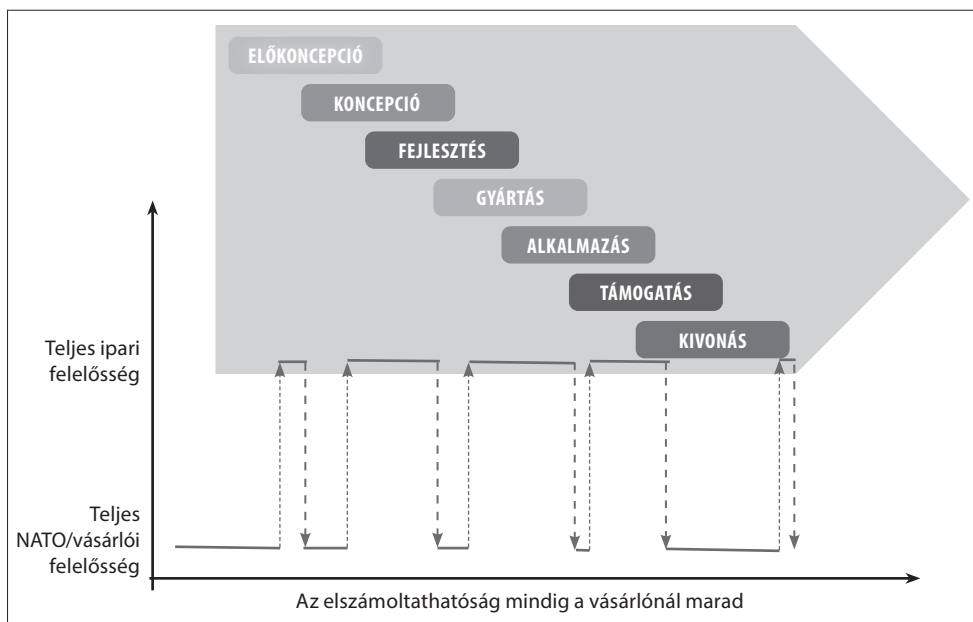 ELŐKONCEPCIÓ
KONCEPCIÓ
FEJLESZTÉS
GYÁRTÁS
ALKALMAZÁS
TÁMOGATÁS
KIVONÁS
Teljes ipari
felelősség
Teljes
NATO/vásárlói
felelősség
Az elszámoltathatóság mindig a vásárlónál marad